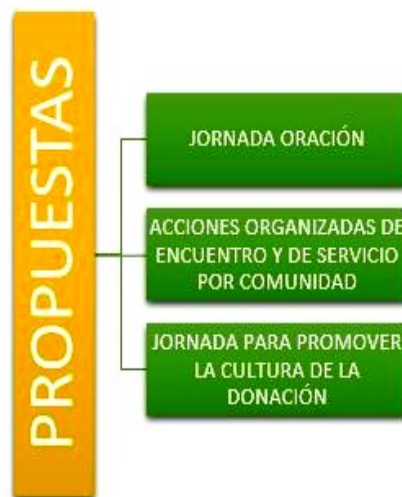 PROPUESTAS
JORNADA ORACIÓN
ACCIONES ORGANIZADAS DE
ENCUENTRO Y DE SERVICIO
POR COMUNIDAD
JORNADA PARA PROMOVER
LA CULTURA DE LA
DONACIÓN